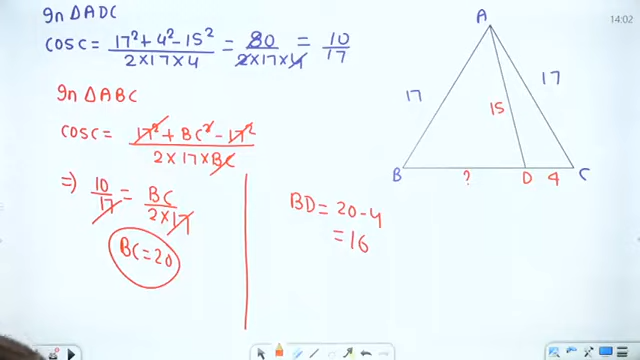 In △ADC
cosc = 17²+4²-15² / 2×17×4 = 80 / 2×17×4 = 10/17
In △ABC
cosc = 17²+BC²-17² / 2×17×BC
⇒) 10/17 = BC / 2×17
BC=20
BD = 20-4
= 16
A
17
17
15
B
?
D
4
C
14:02